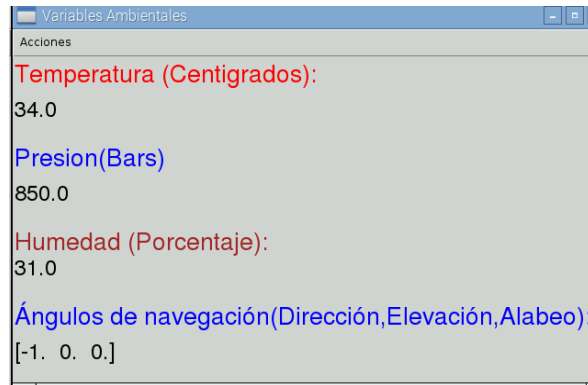 Variables Ambientales
Acciones
Temperatura (Centigrados):
34.0
Presion(Bars)
850.0
Humedad (Porcentaje):
31.0
Ángulos de navegación(Dirección,Elevación,Alabeo):
[-1. 0. 0.]